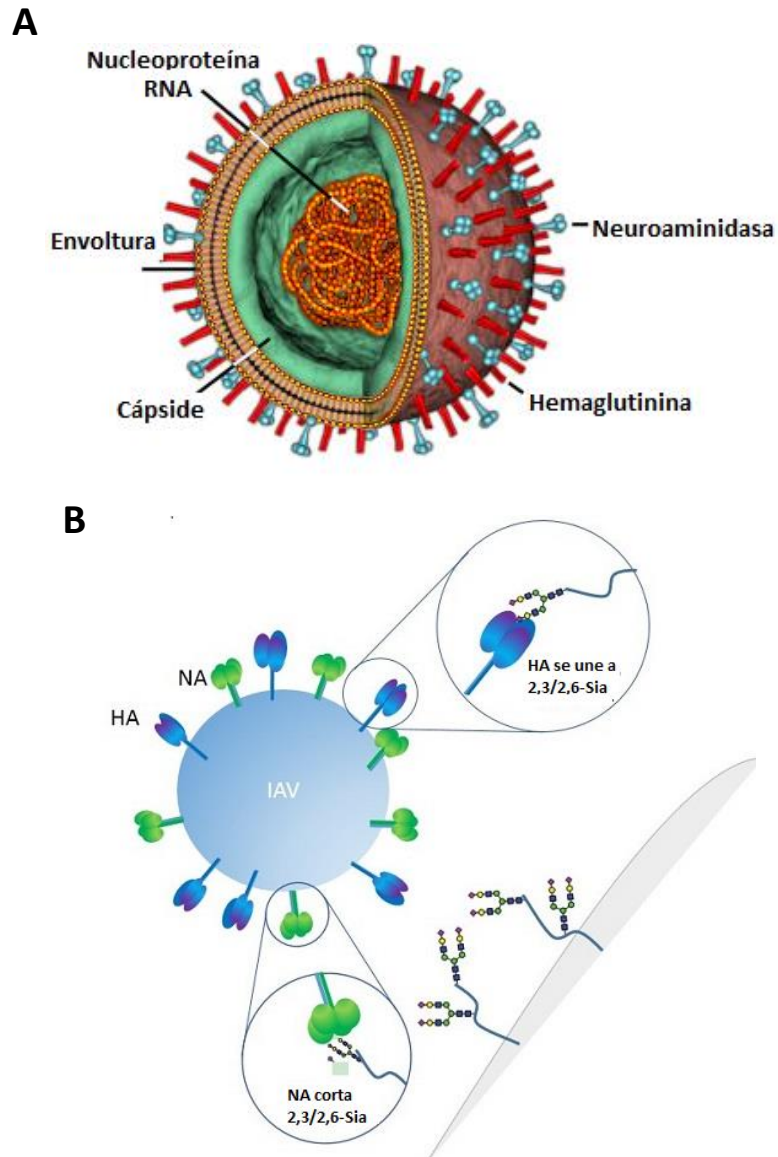 A
Nucleoproteína
RNA
Envoltura
Neuroaminidasa
Cápside
Hemaglutinina
B
HA se une a
2,3/2,6-Sia
NA
HA
IAV
NA corta
2,3/2,6-Sia